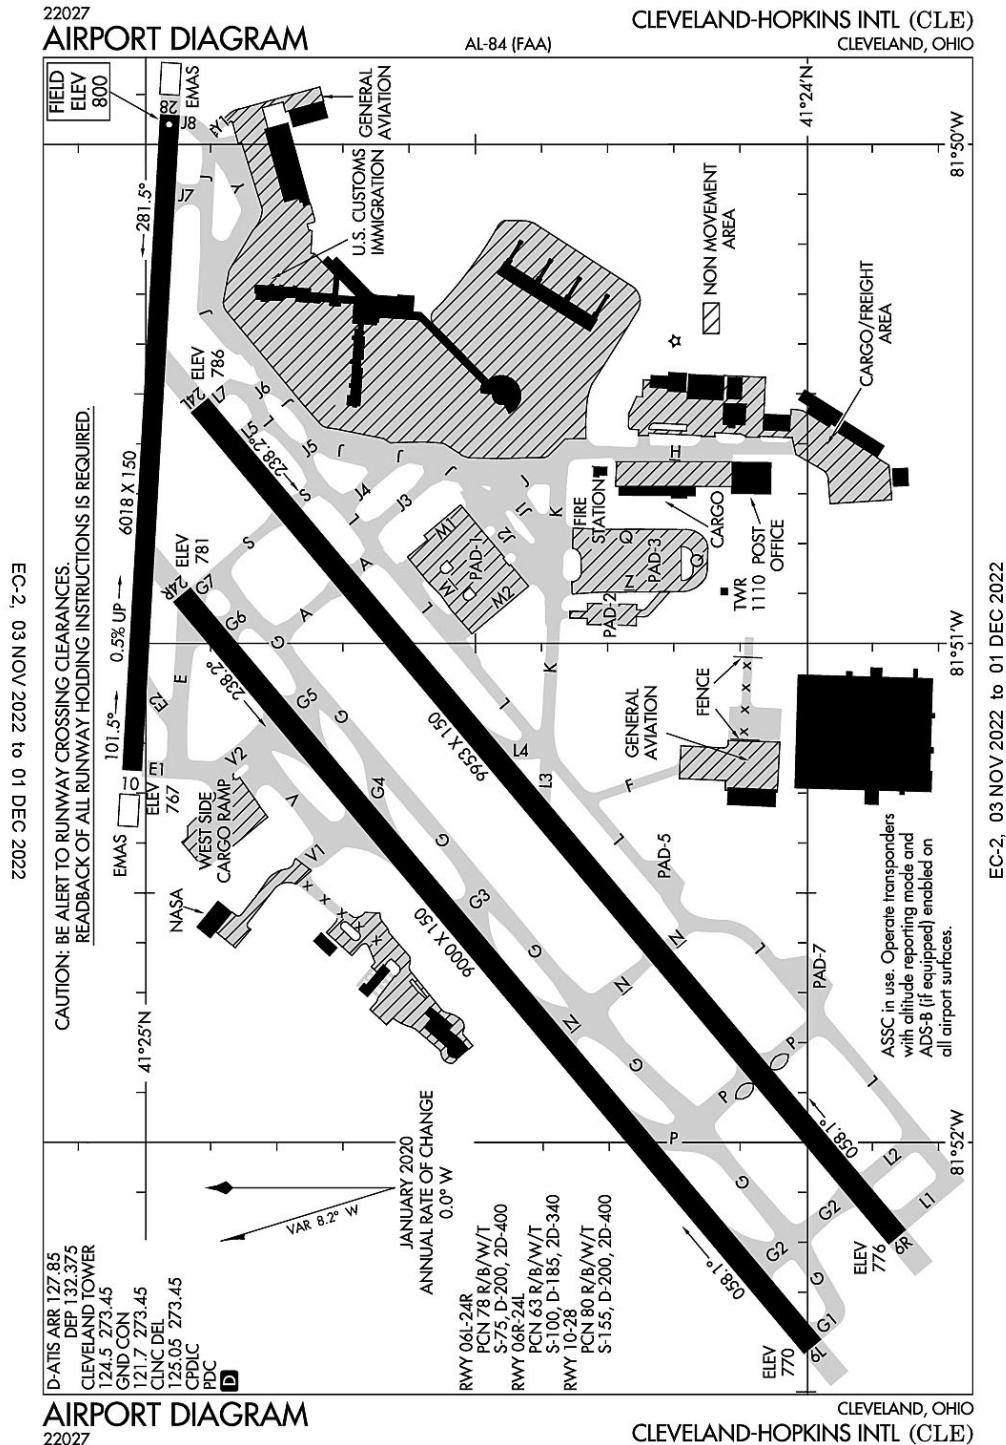 22027
AIRPORT DIAGRAM
AL-84 (FAA)
CLEVELAND-HOPKINS INTL (CLE)
CLEVELAND, OHIO
FIELD
ELEV
800
EMAS
28
J8
Y1
GENERAL
AVIATION
41°24'N
81°50'W
J7
J
Y
U.S. CUSTOMS
IMMIGRATION
281.5°
NON MOVEMENT
AREA
CARGO/FREIGHT
AREA
J
ELEV
786
24L
L7
J6
J
L
L5
238.2°
J5
J
J
J
J
6018 X 150
S
J4
J3
L
J1
J2
K
H
FIRE
STATION
CARGO
POST
OFFICE
ELEV
781
24R
G7
S
A
M1
PAD-1
M
M2
Q
PAD-3
Q
Z
PAD-2
TWR
1110
0.5% UP
G6
A
G
L
81°51'W
E
E2
238.2°
G5
G
K
L
101.5°
10
E1
ELEV
767
EMAS
V2
V
9953 X 150
L4
L3
GENERAL
AVIATION
FENCE
F
G4
WEST SIDE
CARGO RAMP
V1
G
L
PAD-5
NASA
G3
9000 X 150
G
N
L
PAD-7
N
N
ASSC in use. Operate transponders
with altitude reporting mode and
ADS-B (if equipped) enabled on
all airport surfaces.
41°25'N
G
P
P
L
CAUTION: BE ALERT TO RUNWAY CROSSING CLEARANCES.
READBACK OF ALL RUNWAY HOLDING INSTRUCTIONS IS REQUIRED.
P
058.1°
81°52'W
G
L2
G2
L1
G2
6R
ELEV
776
058.1°
G
G1
6L
ELEV
770
VAR 8.2° W
JANUARY 2020
ANNUAL RATE OF CHANGE
0.0° W
D-ATIS ARR 127.85
DEP 132.375
CLEVELAND TOWER
124.5 273.45
GND CON
121.7 273.45
CLNC DEL
125.05 273.45
CPDLC
PDC
D
RWY 06L-24R
PCN 78 R/B/W/T
S-75, D-200, 2D-400
RWY 06R-24L
PCN 63 R/B/W/T
S-100, D-185, 2D-340
RWY 10-28
PCN 80 R/B/W/T
S-155, D-200, 2D-400
EC-2, 03 NOV 2022 to 01 DEC 2022
EC-2, 03 NOV 2022 to 01 DEC 2022
AIRPORT DIAGRAM
22027
CLEVELAND, OHIO
CLEVELAND-HOPKINS INTL (CLE)